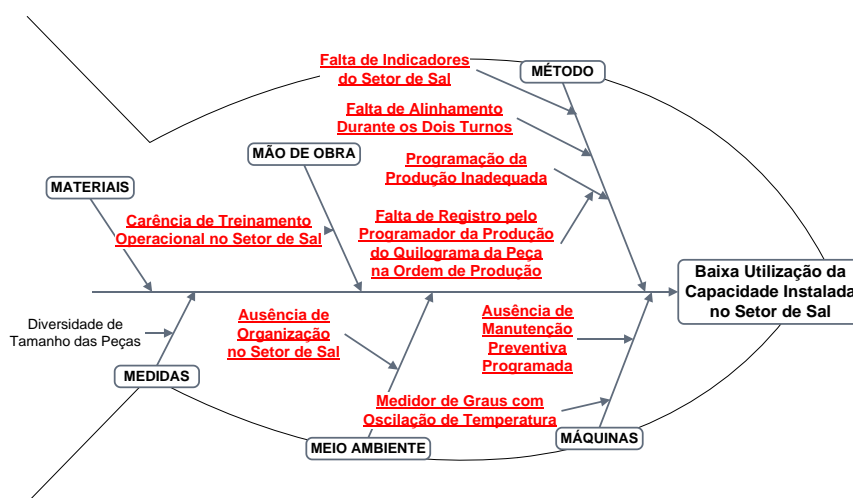 Falta de Indicadores
do Setor de Sal
MÉTODO
Falta de Alinhamento
Durante os Dois Turnos
MÃO DE OBRA
Programação da
Produção Inadequada
MATERIAIS
Carência de Treinamento
Operacional no Setor de Sal
Falta de Registro pelo
Programador da Produção
do Quilograma da Peça
na Ordem de Produção
Baixa Utilização da
Capacidade Instalada
no Setor de Sal
Diversidade de
Tamanho das Peças
MEDIDAS
Ausência de
Organização
no Setor de Sal
Ausência de
Manutenção
Preventiva
Programada
Medidor de Graus com
Oscilação de Temperatura
MEIO AMBIENTE
MÁQUINAS